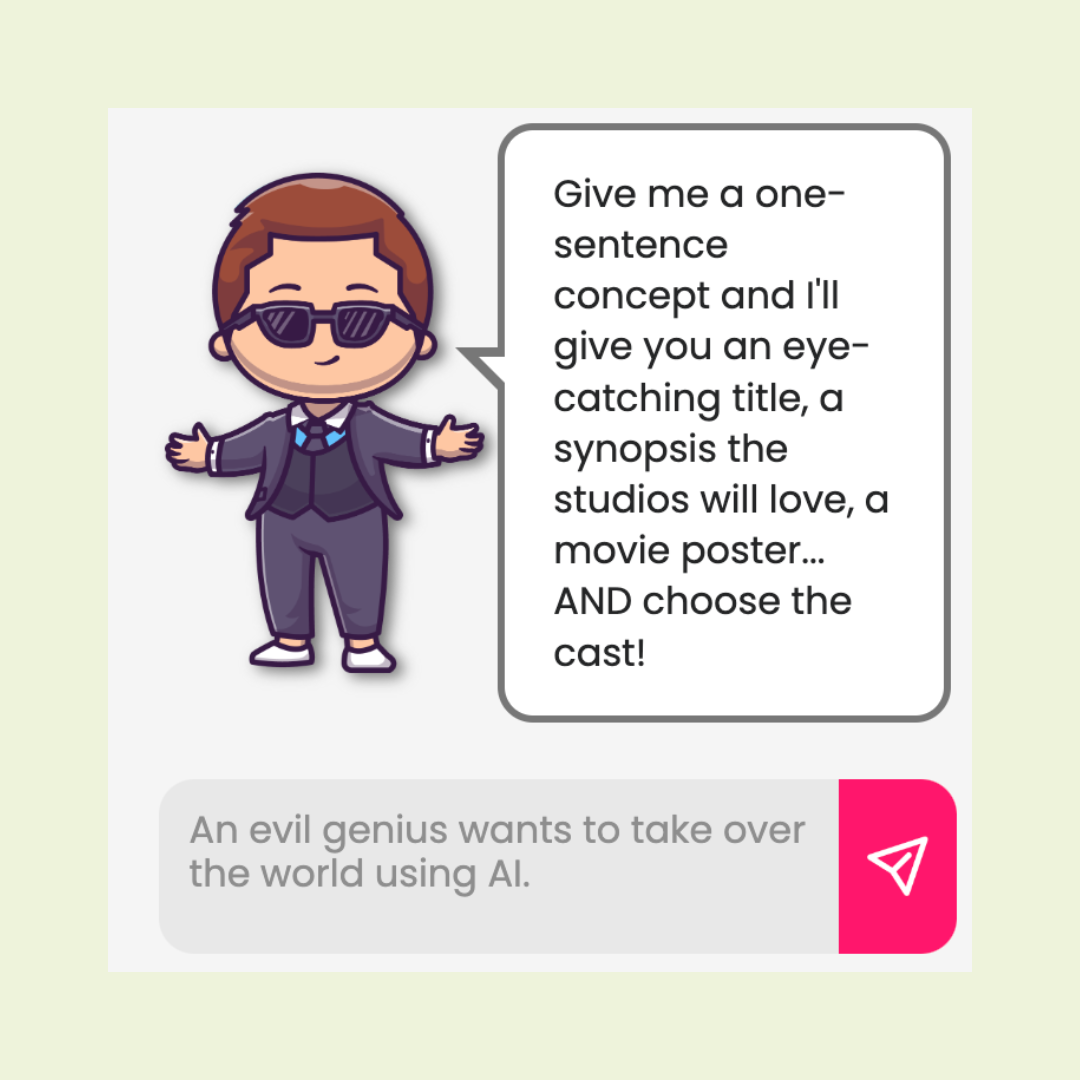 Give me a one-
sentence
concept and I'll
give you an eye-
catching title, a
synopsis the
studios will love, a
movie poster...
AND choose the
cast!
An evil genius wants to take over
the world using AI.